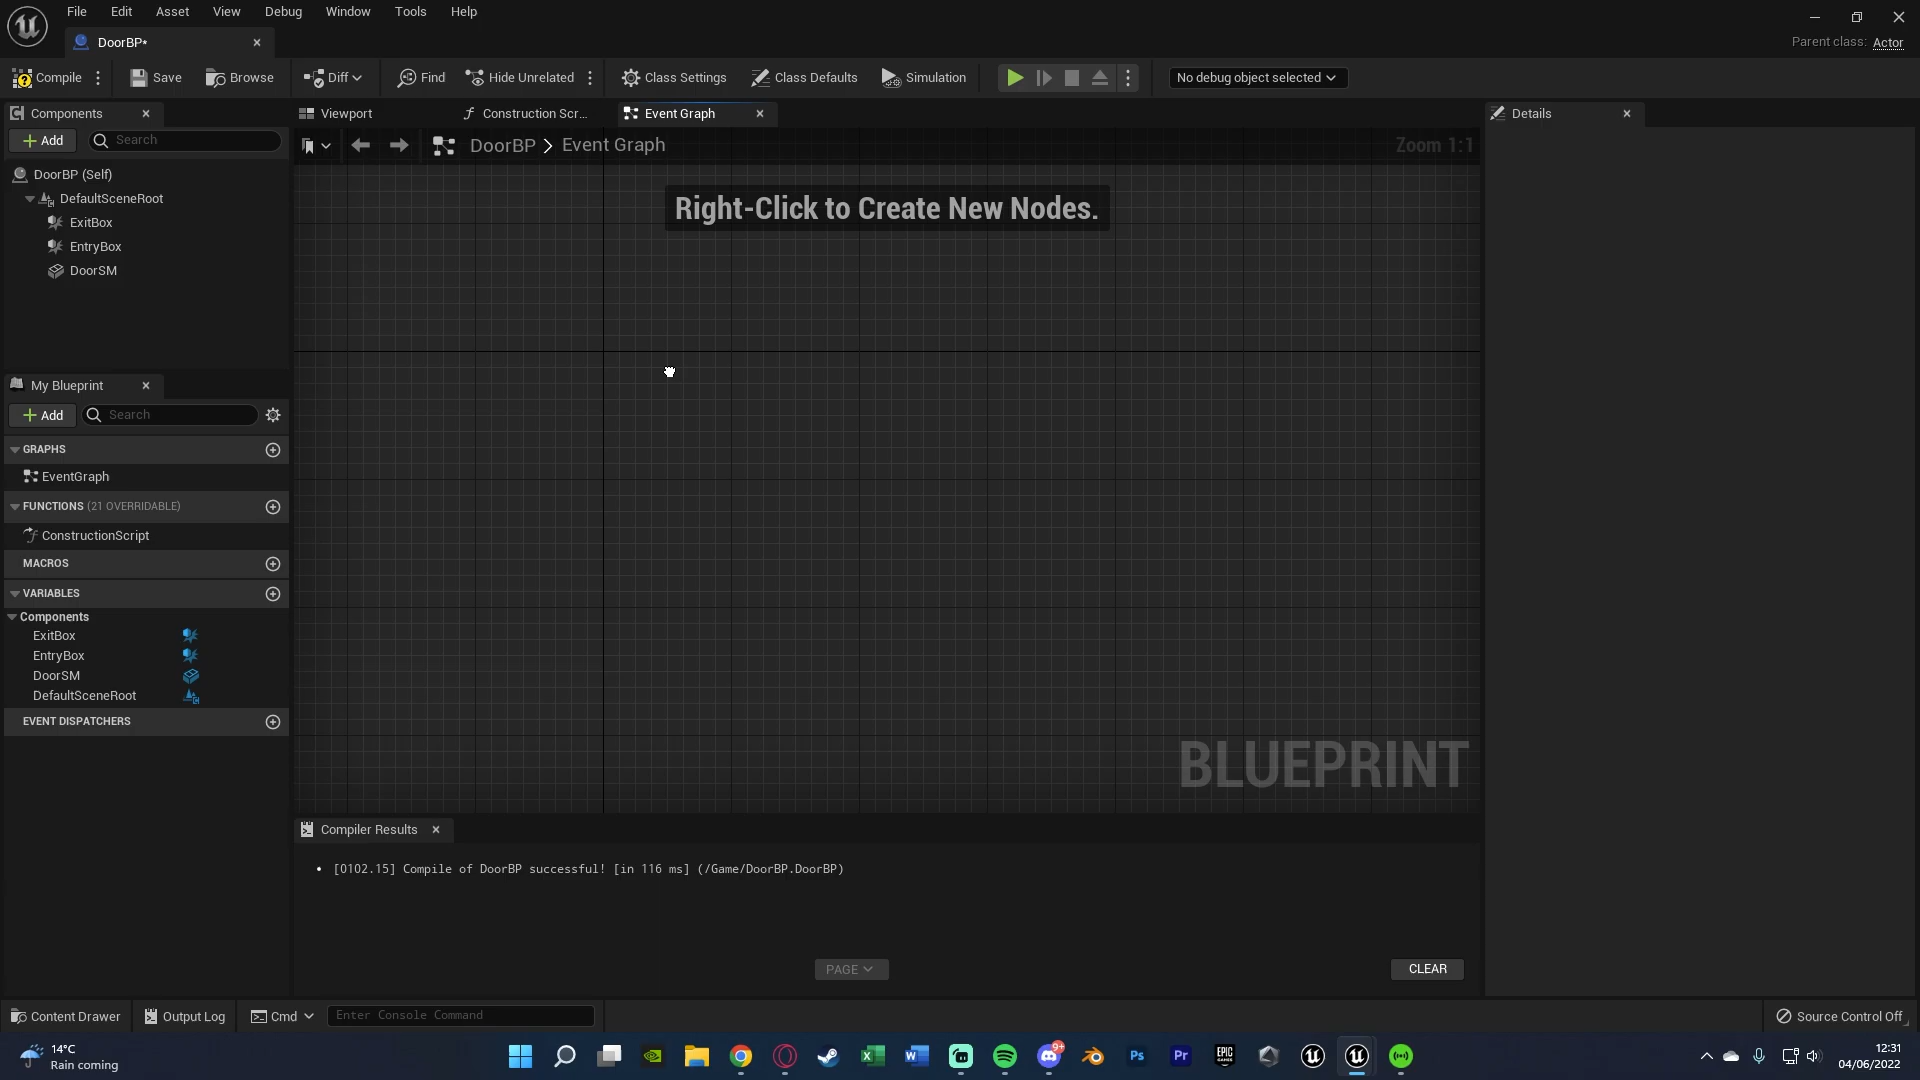 File Edit Asset View Debug Window Tools Help
DoorBP*
Parent class: Actor
Compile Save Browse Diff Find Hide Unrelated Class Settings Class Defaults Simulation No debug object selected
Components Viewport Construction Scr... Event Graph Details
Add Search
DoorBP > Event Graph Zoom 1:1
DoorBP (Self)
DefaultSceneRoot
ExitBox
EntryBox
DoorSM
Right-Click to Create New Nodes.
My Blueprint
Add Search
GRAPHS
EventGraph
FUNCTIONS (21 OVERRIDABLE)
ConstructionScript
MACROS
VARIABLES
Components
ExitBox
EntryBox
DoorSM
DefaultSceneRoot
EVENT DISPATCHERS
BLUEPRINT
Compiler Results
[0102.15] Compile of DoorBP successful! [in 116 ms] (/Game/DoorBP.DoorBP)
PAGE CLEAR
Content Drawer Output Log Cmd Enter Console Command Source Control Off
14°C
Rain coming
9+
Ps Pr
EPIC GAMES
12:31
04/06/2022